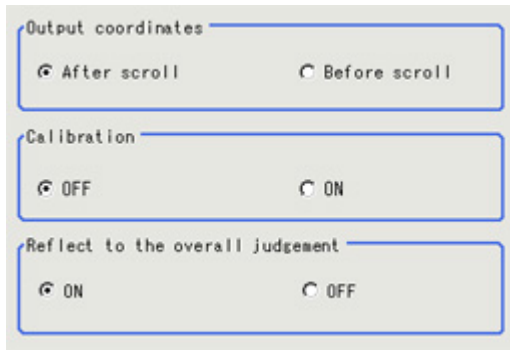 Output coordinates
After scroll Before scroll
Calibration
OFF ON
Reflect to the overall judgement
ON OFF